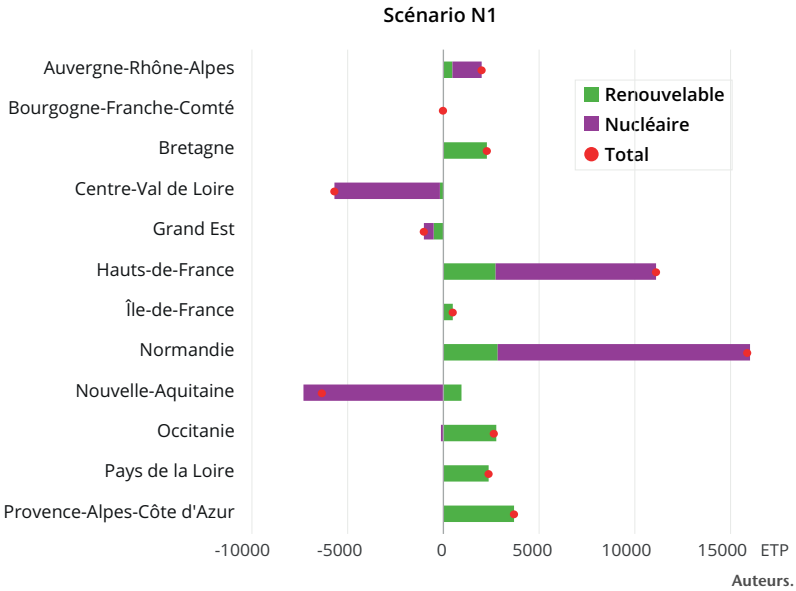 Scénario N1
Auvergne-Rhône-Alpes
Bourgogne-Franche-Comté
Bretagne
Centre-Val de Loire
Grand Est
Hauts-de-France
Île-de-France
Normandie
Nouvelle-Aquitaine
Occitanie
Pays de la Loire
Provence-Alpes-Côte d'Azur
Renouvelable
Nucléaire
Total
-10000 -5000 0 5000 10000 15000 ETP
Auteurs.